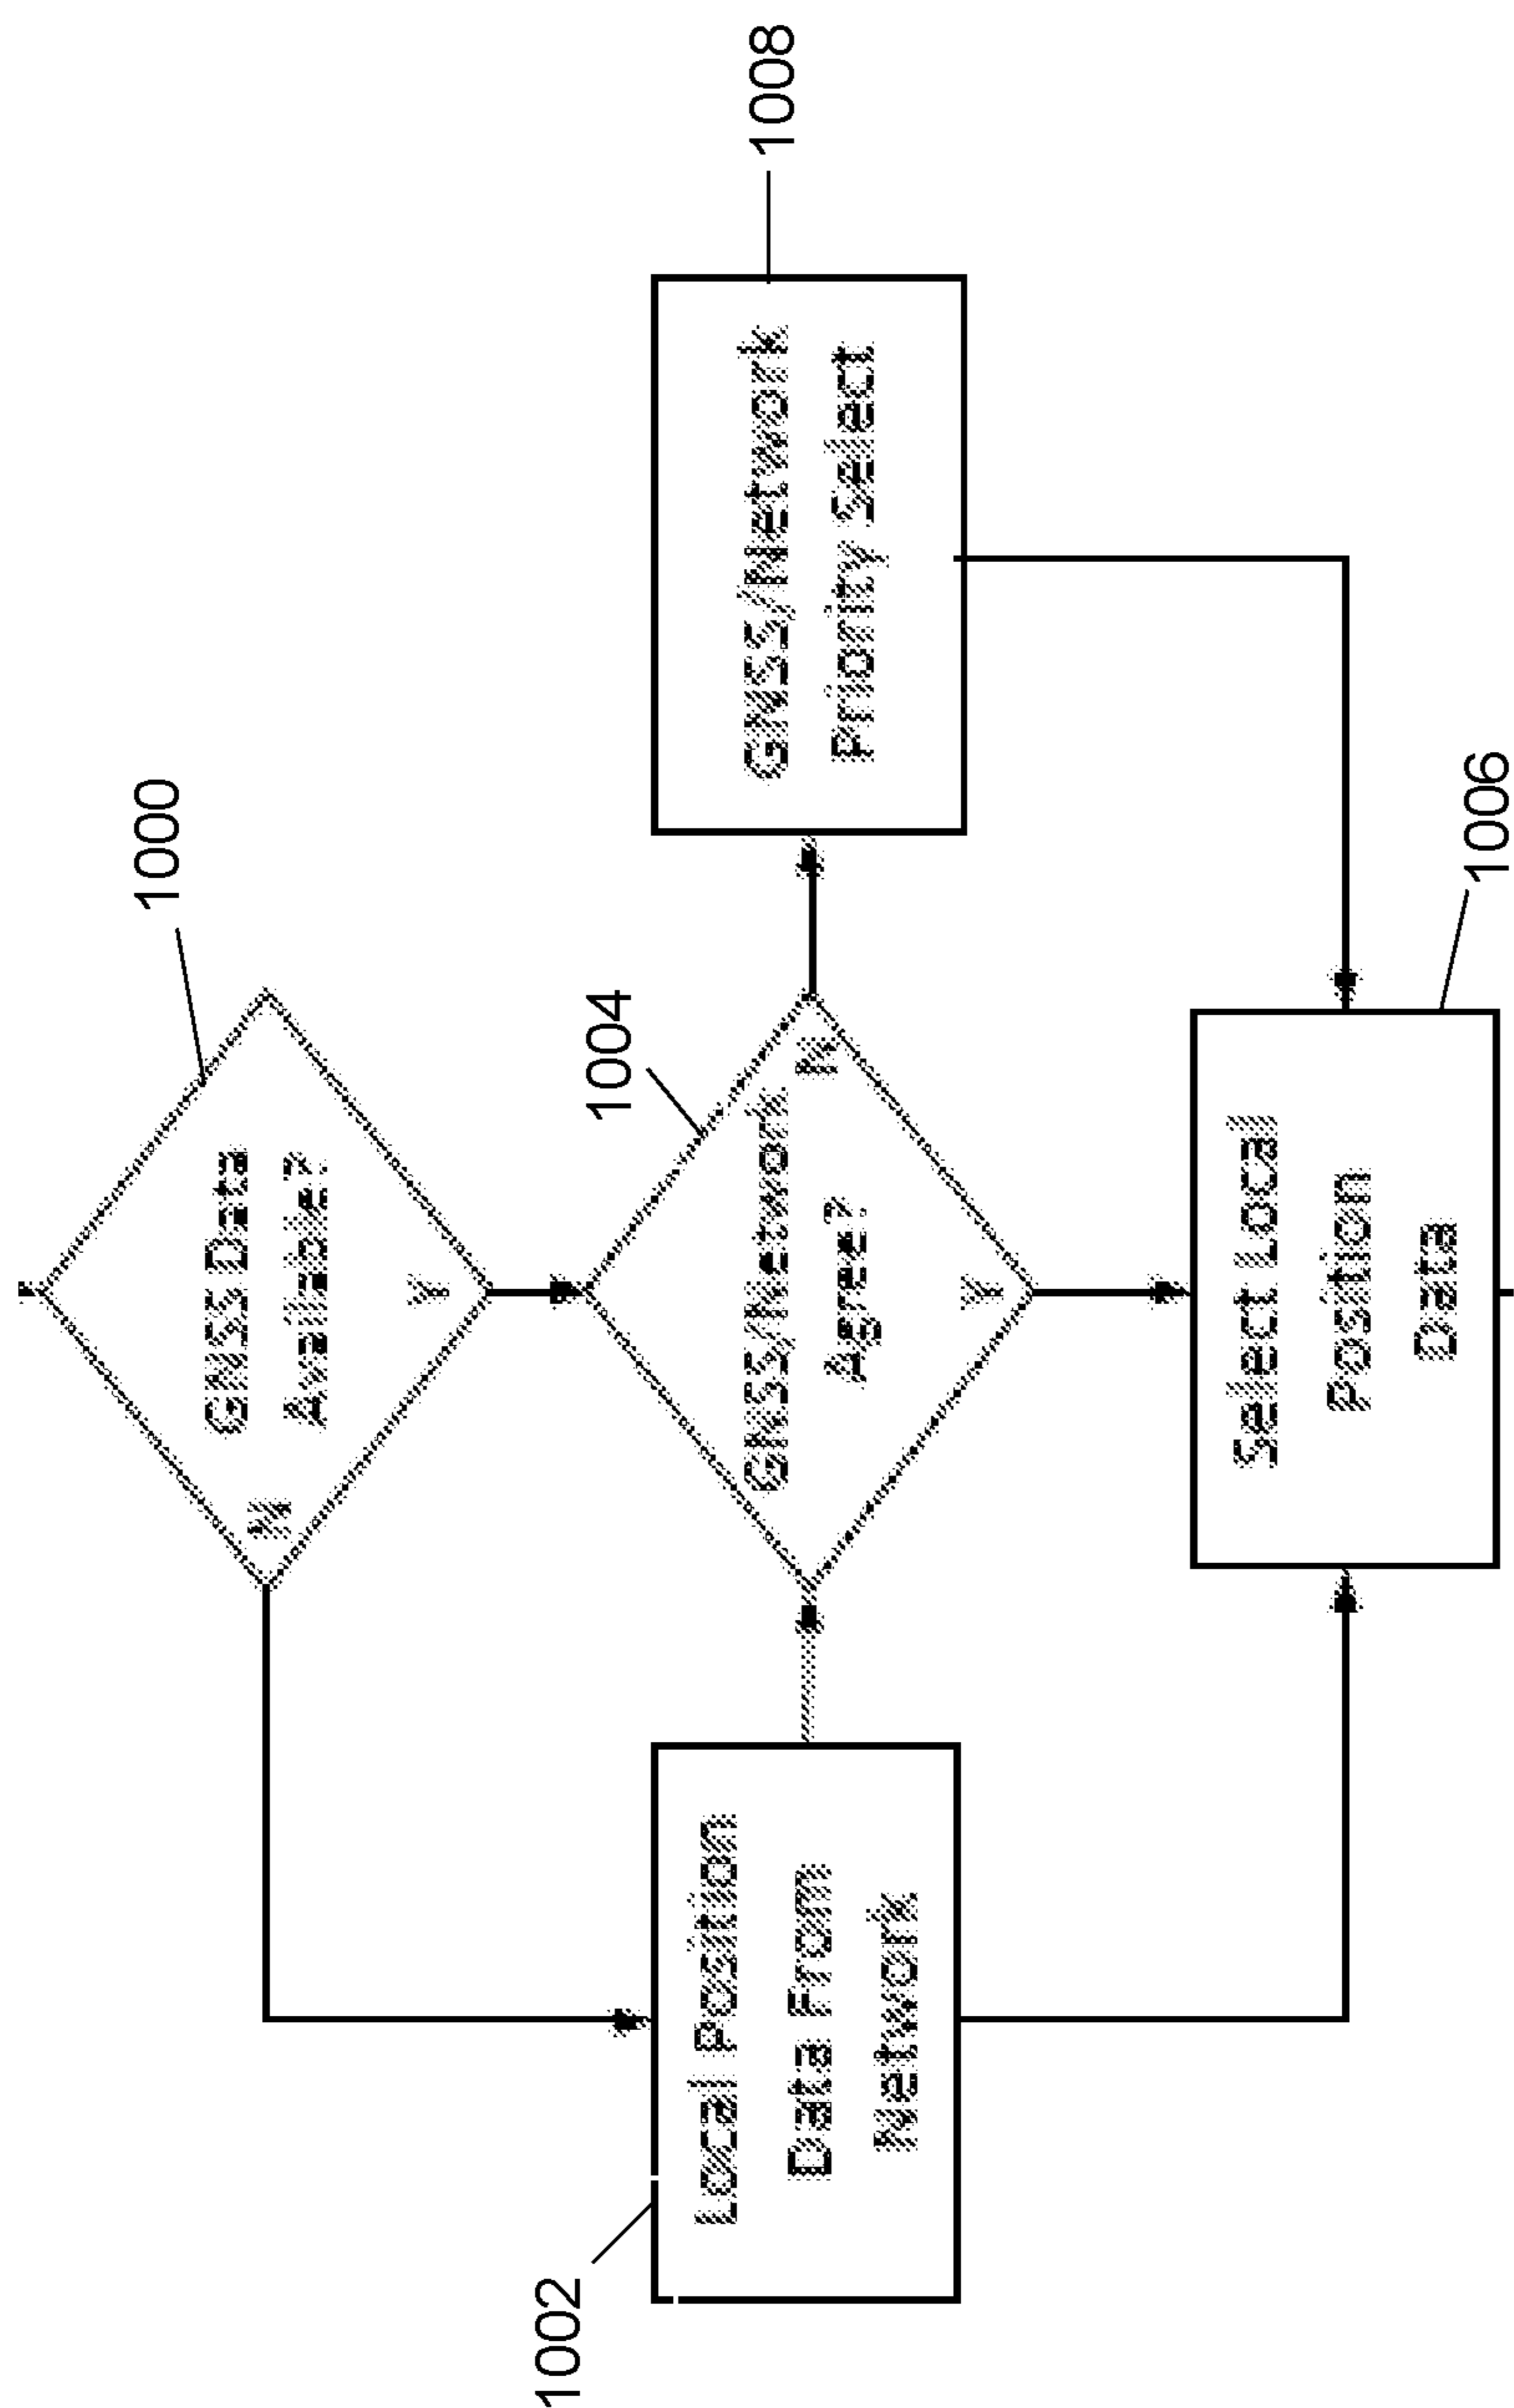 1000
GNSS Data
Available?
N
Y
1002
Local Position
Data From
Network
1004
GNSS/Network
Agree?
N
Y
1008
GNSS/Network
Priority Select
Select Local
Position
Data
1006